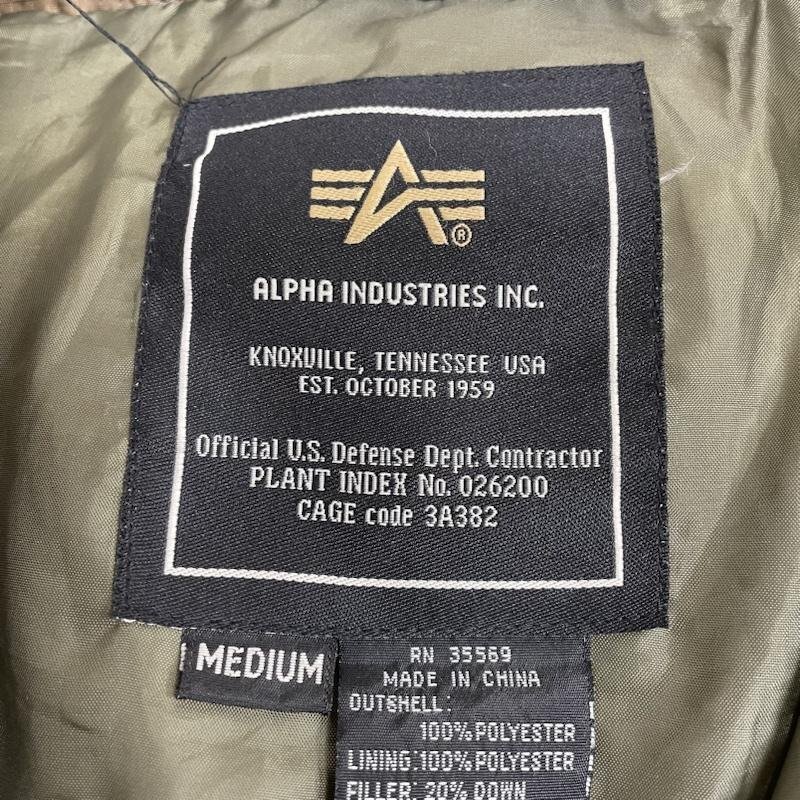 ®
ALPHA INDUSTRIES INC.
KNOXVILLE, TENNESSEE USA
EST. OCTOBER 1959
Official U.S. Defense Dept. Contractor
PLANT INDEX No. 026200
CAGE code 3A382
MEDIUM
RN 35569
MADE IN CHINA
OUTSHELL:
100% POLYESTER
LINING: 100% POLYESTER
FILLER. 20% DOWN